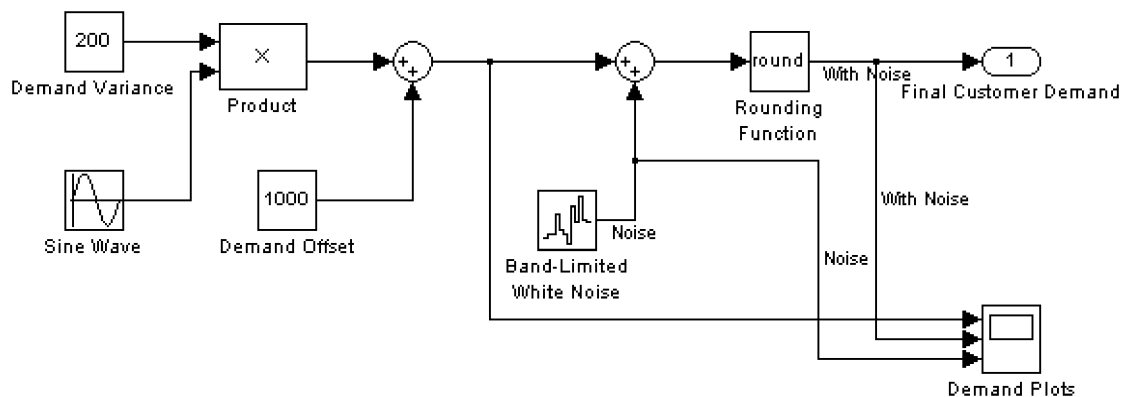 200
Demand Variance
×
Product
+
+
+
+
round
Rounding
Function
With Noise
1
Final Customer Demand
Sine Wave
1000
Demand Offset
Noise
Band-Limited
White Noise
With Noise
Noise
Demand Plots